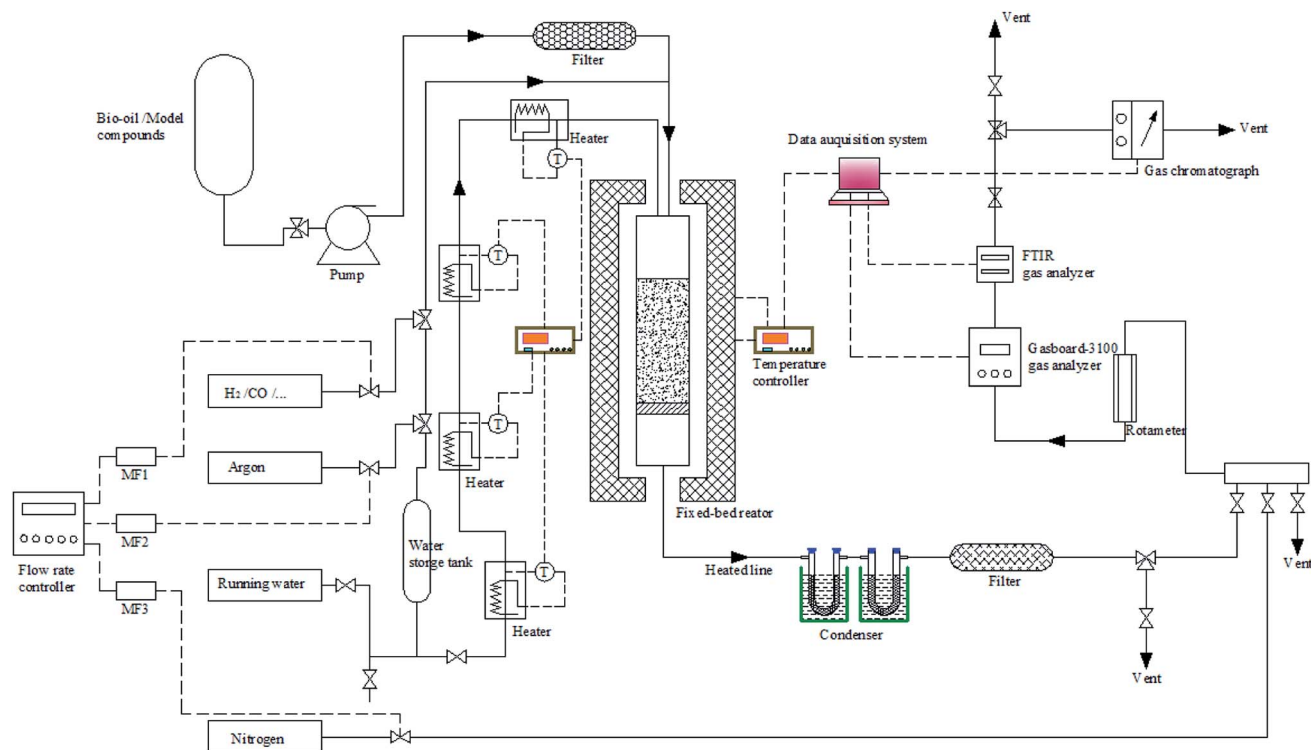 Vent
Filter
Bio-oil /Model
compounds
Heater
T
Data auquisition system
Vent
Gas chromatograph
Pump
T
FTIR
gas analyzer
Gasboard-3100
gas analyzer
Temperature
controller
H2 /CO /...
T
Rotameter
MF1
Argon
Heater
MF2
Fixed-bed reator
Water
storge tank
Flow rate
controller
Running water
MF3
T
Heated line
Filter
Vent
Heater
Condenser
Vent
Nitrogen